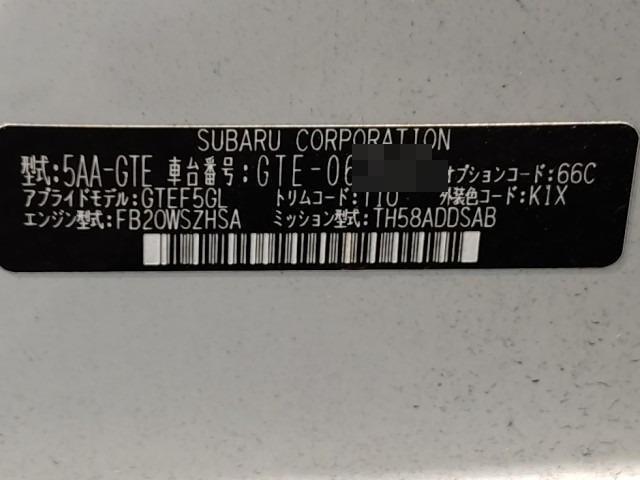 SUBARU CORPORATION
型式:5AA-GTE 車台番号:GTE-06 オプションコード:66C
アプライドモデル:GTEF5GL トリムコード: 外装色コード:K1X
エンジン型式:FB20WSZHSA ミッション型式:TH58ADDSAB